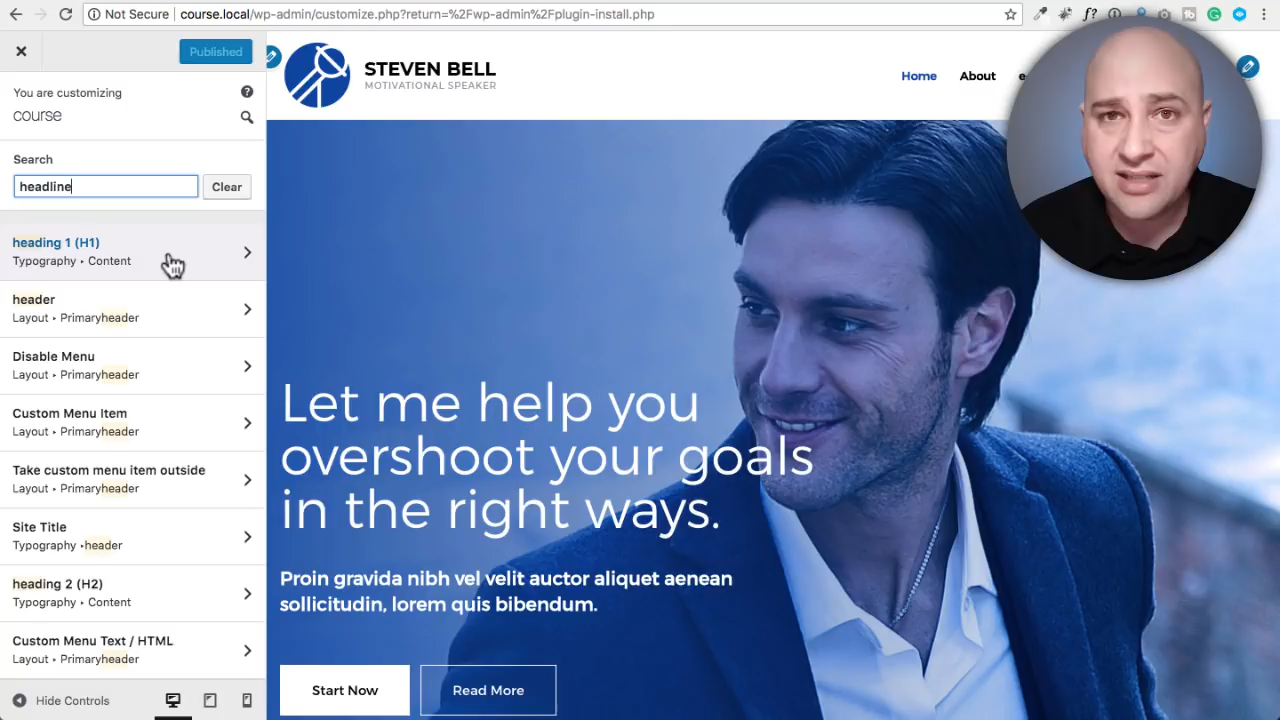 Not Secure
course.local/wp-admin/customize.php?return=%2Fwp-admin%2Fplugin-install.php
f?
Published
You are customizing
course
Search
headline
Clear
heading 1 (H1)
Typography ▸ Content
header
Layout ▸ Primaryheader
Disable Menu
Layout ▸ Primaryheader
Custom Menu Item
Layout ▸ Primaryheader
Take custom menu item outside
Layout ▸ Primaryheader
Site Title
Typography ▸header
heading 2 (H2)
Typography ▸ Content
Custom Menu Text / HTML
Layout ▸ Primaryheader
Hide Controls
STEVEN BELL
MOTIVATIONAL SPEAKER
Home
About
Let me help you
overshoot your goals
in the right ways.
Proin gravida nibh vel velit auctor aliquet aenean
sollicitudin, lorem quis bibendum.
Start Now
Read More